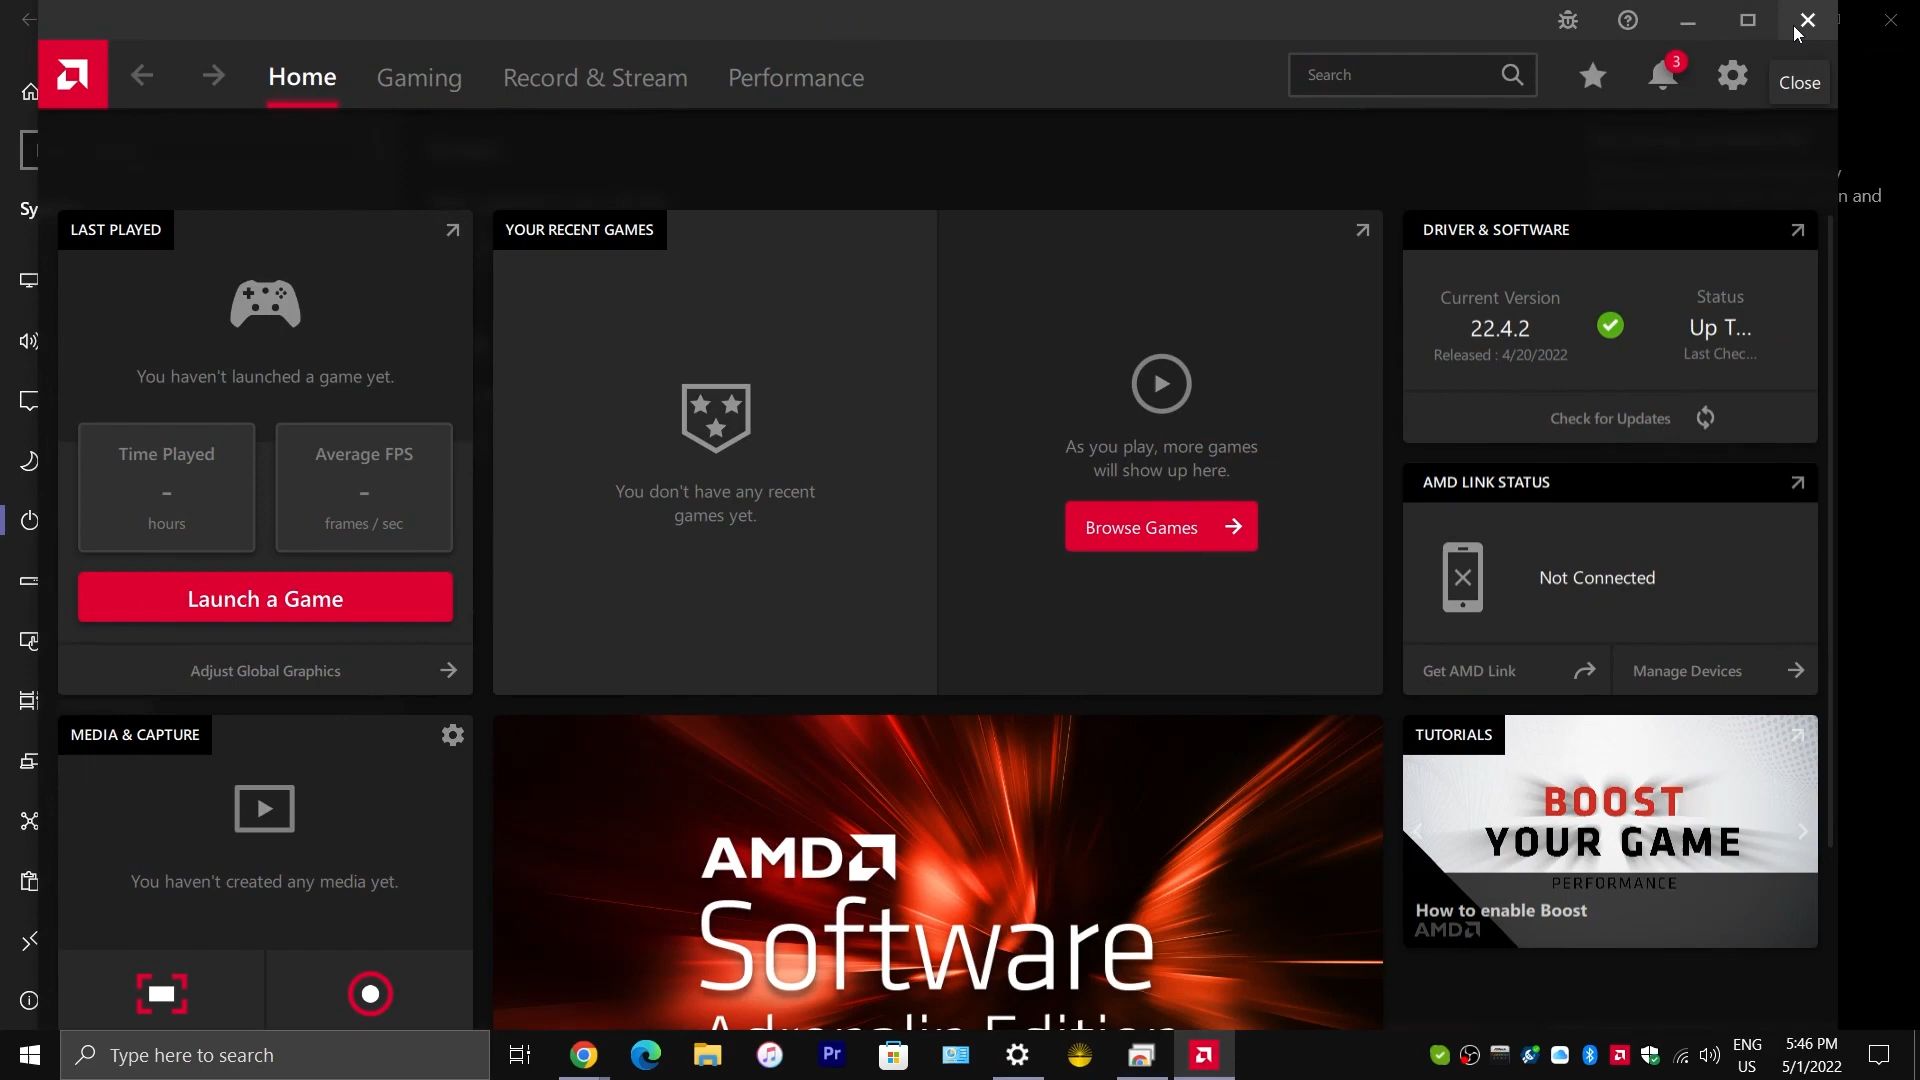 Home
Gaming
Record & Stream
Performance
Search
3
Close
Sy
n and
LAST PLAYED
You haven't launched a game yet.
Time Played
-
hours
Average FPS
-
frames / sec
Launch a Game
Adjust Global Graphics
YOUR RECENT GAMES
You don't have any recent
games yet.
As you play, more games
will show up here.
Browse Games
DRIVER & SOFTWARE
Current Version
22.4.2
Released : 4/20/2022
Status
Up T...
Last Chec...
Check for Updates
AMD LINK STATUS
Not Connected
Get AMD Link
Manage Devices
MEDIA & CAPTURE
You haven't created any media yet.
AMD
Software
Adrenalin Edition
TUTORIALS
BOOST
YOUR GAME
PERFORMANCE
How to enable Boost
AMD
Type here to search
Pr
ENG
US
5:46 PM
5/1/2022